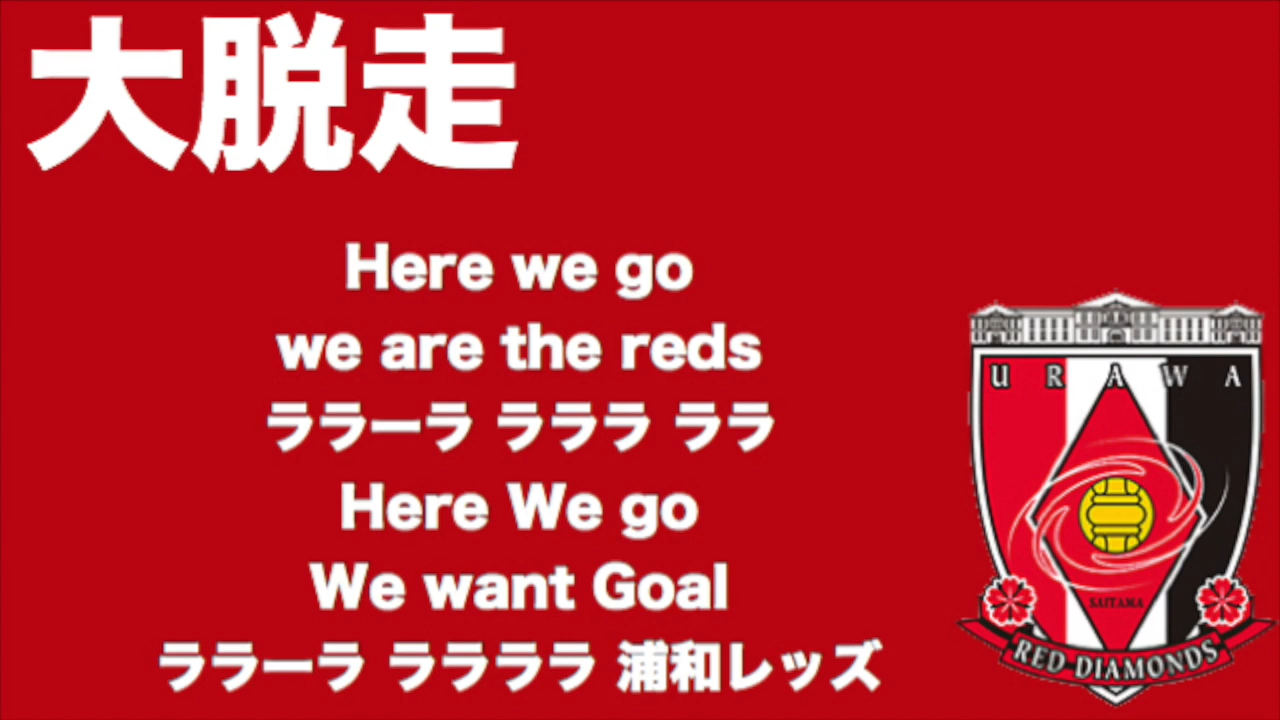 大脱走
Here we go
we are the reds
ララーラ ラララ ララ
Here We go
We want Goal
ララーラ ララララ 浦和レッズ
URAWA
SAITAMA
RED DIAMONDS